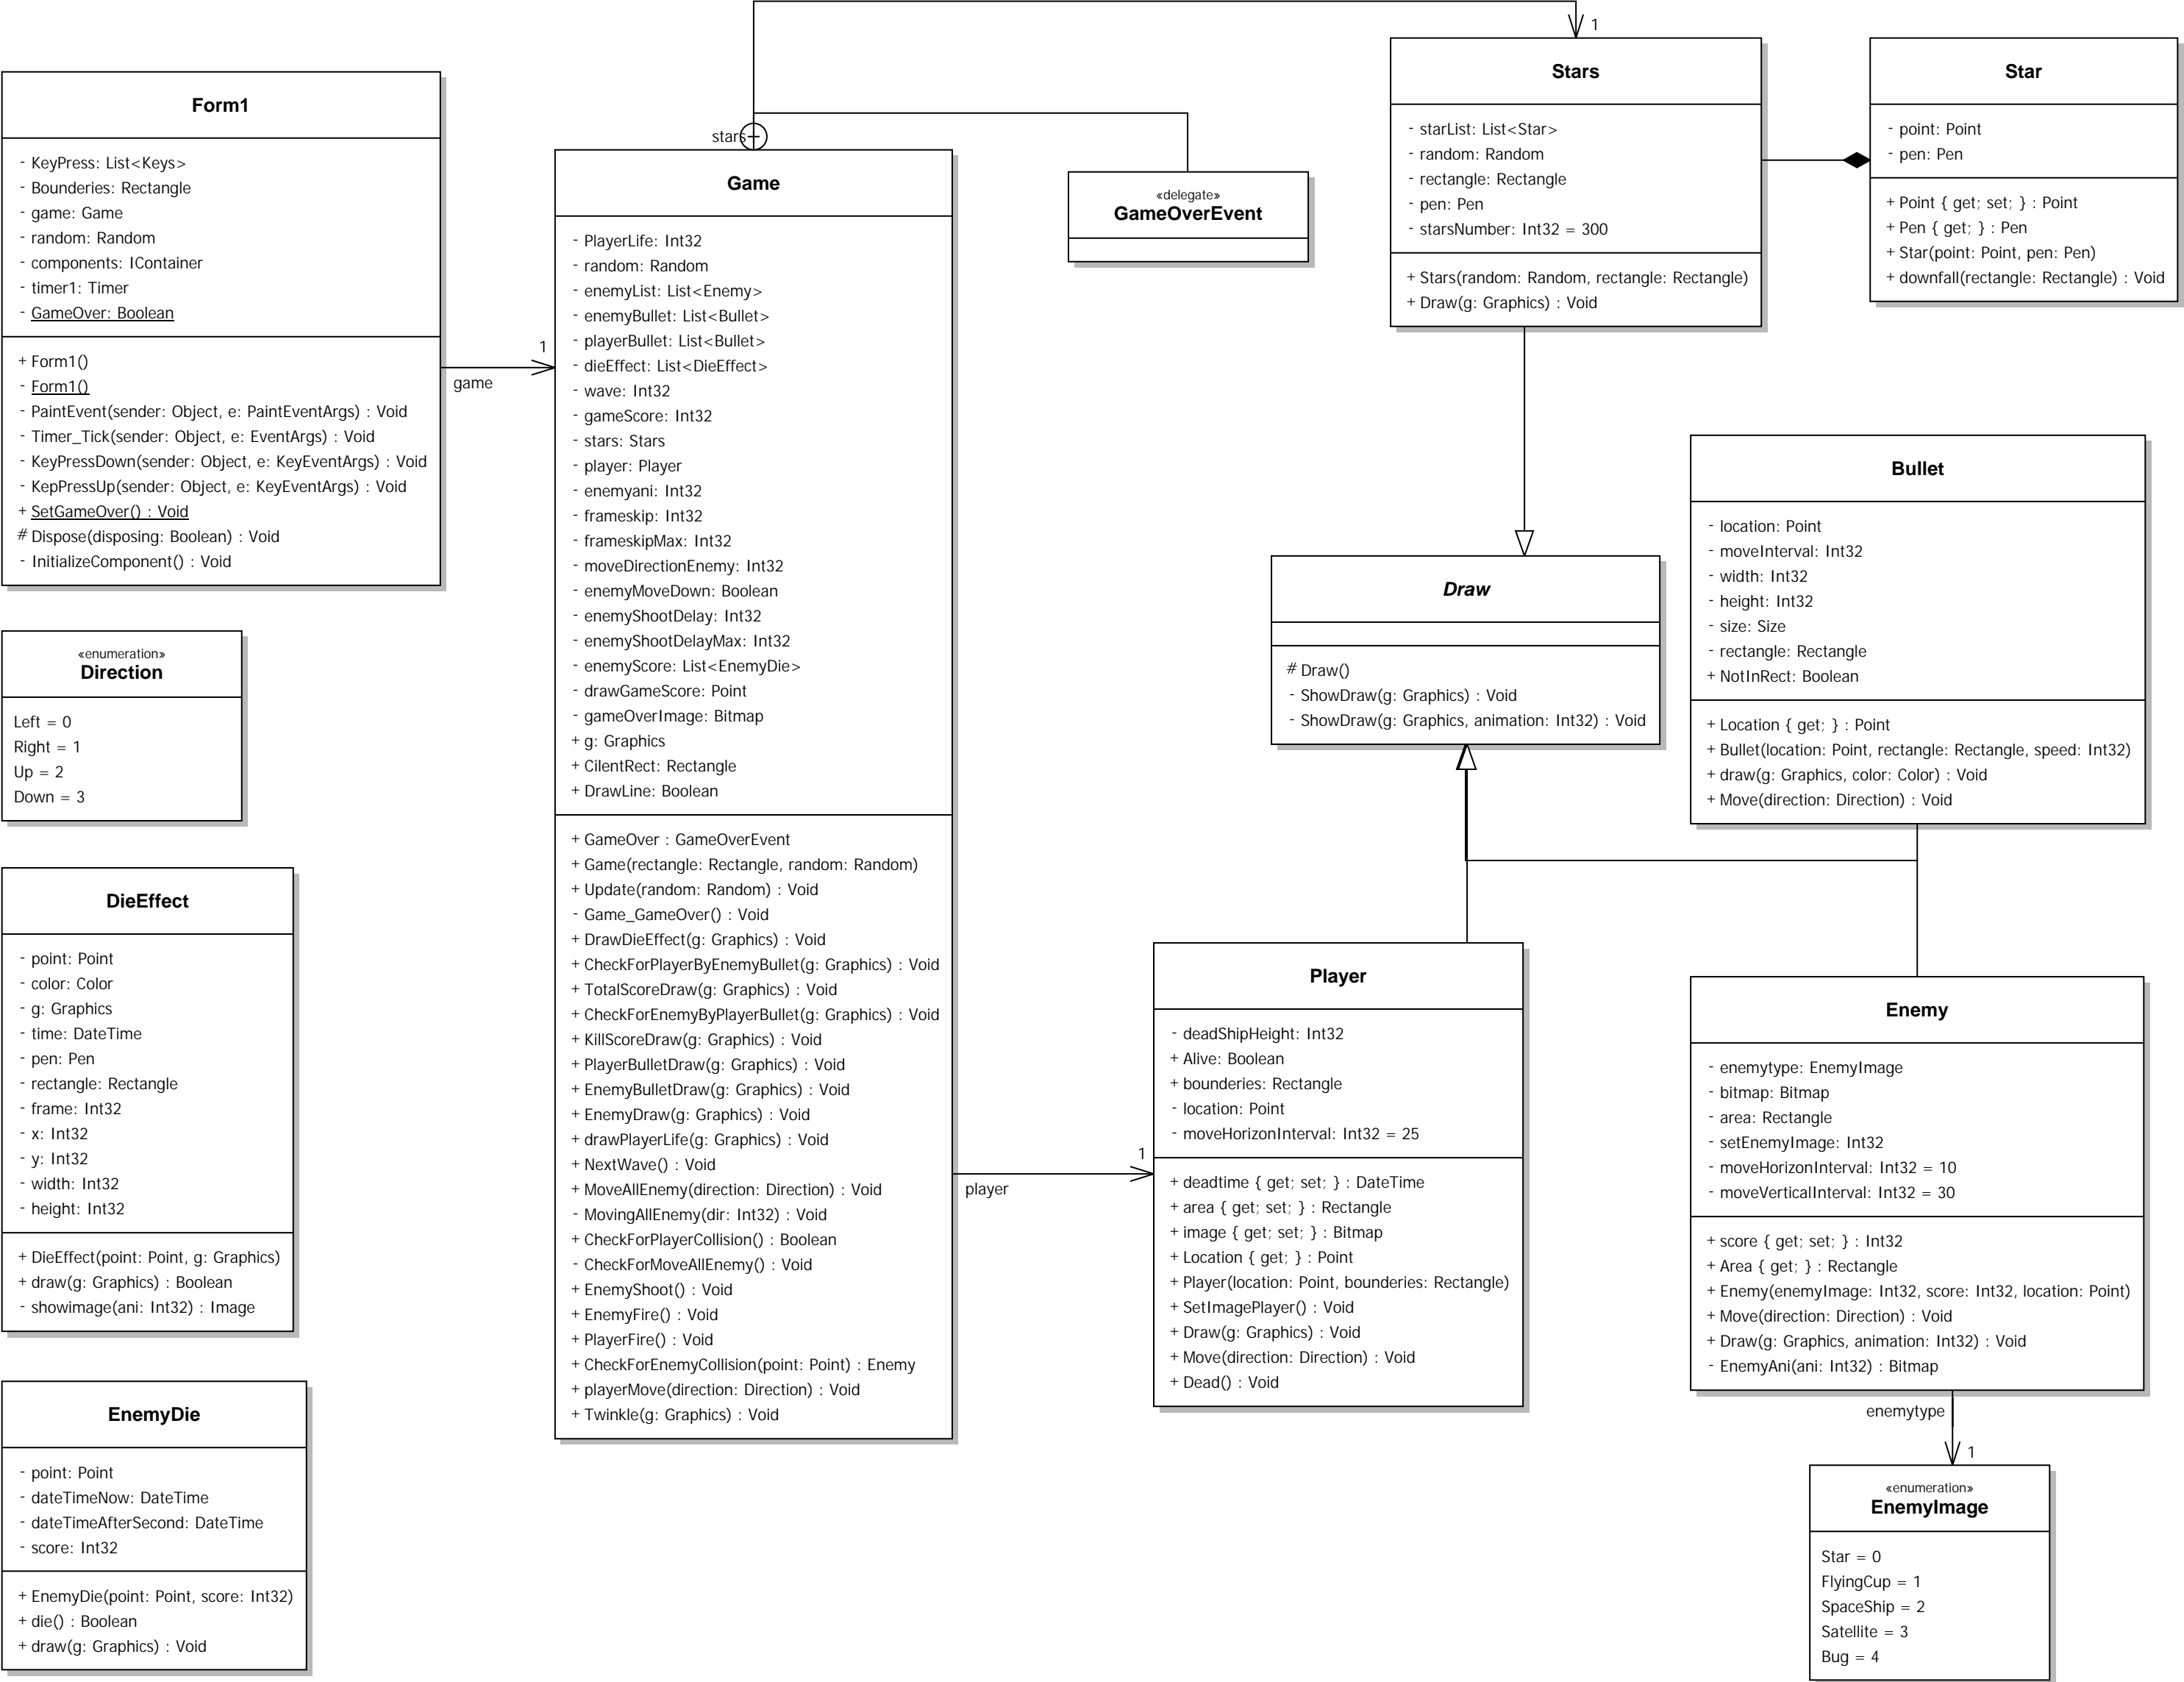 Form1
- KeyPress: List<Keys>
- Bounderies: Rectangle
- game: Game
- random: Random
- components: IContainer
- timer1: Timer
- GameOver: Boolean
+ Form1()
- Form1()
- PaintEvent(sender: Object, e: PaintEventArgs) : Void
- Timer_Tick(sender: Object, e: EventArgs) : Void
- KeyPressDown(sender: Object, e: KeyEventArgs) : Void
- KepPressUp(sender: Object, e: KeyEventArgs) : Void
+ SetGameOver() : Void
# Dispose(disposing: Boolean) : Void
- InitializeComponent() : Void
1
game
«enumeration»
Direction
Left = 0
Right = 1
Up = 2
Down = 3
DieEffect
- point: Point
- color: Color
- g: Graphics
- time: DateTime
- pen: Pen
- rectangle: Rectangle
- frame: Int32
- x: Int32
- y: Int32
- width: Int32
- height: Int32
+ DieEffect(point: Point, g: Graphics)
+ draw(g: Graphics) : Boolean
- showimage(ani: Int32) : Image
EnemyDie
- point: Point
- dateTimeNow: DateTime
- dateTimeAfterSecond: DateTime
- score: Int32
+ EnemyDie(point: Point, score: Int32)
+ die() : Boolean
+ draw(g: Graphics) : Void
stars
Game
- PlayerLife: Int32
- random: Random
- enemyList: List<Enemy>
- enemyBullet: List<Bullet>
- playerBullet: List<Bullet>
- dieEffect: List<DieEffect>
- wave: Int32
- gameScore: Int32
- stars: Stars
- player: Player
- enemyani: Int32
- frameskip: Int32
- frameskipMax: Int32
- moveDirectionEnemy: Int32
- enemyMoveDown: Boolean
- enemyShootDelay: Int32
- enemyShootDelayMax: Int32
- enemyScore: List<EnemyDie>
- drawGameScore: Point
- gameOverImage: Bitmap
+ g: Graphics
+ CilentRect: Rectangle
+ DrawLine: Boolean
+ GameOver : GameOverEvent
+ Game(rectangle: Rectangle, random: Random)
+ Update(random: Random) : Void
- Game_GameOver() : Void
+ DrawDieEffect(g: Graphics) : Void
+ CheckForPlayerByEnemyBullet(g: Graphics) : Void
+ TotalScoreDraw(g: Graphics) : Void
+ CheckForEnemyByPlayerBullet(g: Graphics) : Void
+ KillScoreDraw(g: Graphics) : Void
+ PlayerBulletDraw(g: Graphics) : Void
+ EnemyBulletDraw(g: Graphics) : Void
+ EnemyDraw(g: Graphics) : Void
+ drawPlayerLife(g: Graphics) : Void
+ NextWave() : Void
+ MoveAllEnemy(direction: Direction) : Void
- MovingAllEnemy(dir: Int32) : Void
+ CheckForPlayerCollision() : Boolean
- CheckForMoveAllEnemy() : Void
+ EnemyShoot() : Void
+ EnemyFire() : Void
+ PlayerFire() : Void
+ CheckForEnemyCollision(point: Point) : Enemy
+ playerMove(direction: Direction) : Void
+ Twinkle(g: Graphics) : Void
«delegate»
GameOverEvent
1
Stars
- starList: List<Star>
- random: Random
- rectangle: Rectangle
- pen: Pen
- starsNumber: Int32 = 300
+ Stars(random: Random, rectangle: Rectangle)
+ Draw(g: Graphics) : Void
Star
- point: Point
- pen: Pen
+ Point { get; set; } : Point
+ Pen { get; } : Pen
+ Star(point: Point, pen: Pen)
+ downfall(rectangle: Rectangle) : Void
Draw
# Draw()
- ShowDraw(g: Graphics) : Void
- ShowDraw(g: Graphics, animation: Int32) : Void
Bullet
- location: Point
- moveInterval: Int32
- width: Int32
- height: Int32
- size: Size
- rectangle: Rectangle
+ NotInRect: Boolean
+ Location { get; } : Point
+ Bullet(location: Point, rectangle: Rectangle, speed: Int32)
+ draw(g: Graphics, color: Color) : Void
+ Move(direction: Direction) : Void
1
player
Player
- deadShipHeight: Int32
+ Alive: Boolean
+ bounderies: Rectangle
- location: Point
- moveHorizonInterval: Int32 = 25
+ deadtime { get; set; } : DateTime
+ area { get; set; } : Rectangle
+ image { get; set; } : Bitmap
+ Location { get; } : Point
+ Player(location: Point, bounderies: Rectangle)
+ SetImagePlayer() : Void
+ Draw(g: Graphics) : Void
+ Move(direction: Direction) : Void
+ Dead() : Void
Enemy
- enemytype: EnemyImage
- bitmap: Bitmap
- area: Rectangle
- setEnemyImage: Int32
- moveHorizonInterval: Int32 = 10
- moveVerticalInterval: Int32 = 30
+ score { get; set; } : Int32
+ Area { get; } : Rectangle
+ Enemy(enemyImage: Int32, score: Int32, location: Point)
+ Move(direction: Direction) : Void
+ Draw(g: Graphics, animation: Int32) : Void
- EnemyAni(ani: Int32) : Bitmap
enemytype
1
«enumeration»
EnemyImage
Star = 0
FlyingCup = 1
SpaceShip = 2
Satellite = 3
Bug = 4